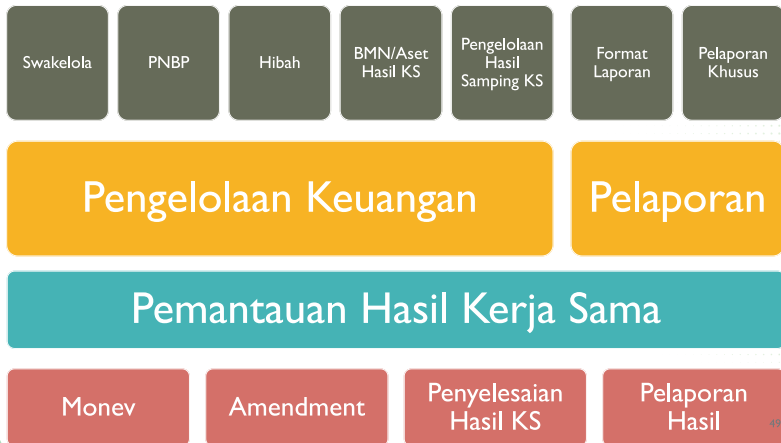 Swakelola
PNBP
Hibah
BMN/Aset
Hasil KS
Pengelolaan
Hasil
Samping KS
Format
Laporan
Pelaporan
Khusus
Pengelolaan Keuangan
Pelaporan
Pemantauan Hasil Kerja Sama
Monev
Amendment
Penyelesaian
Hasil KS
Pelaporan
Hasil